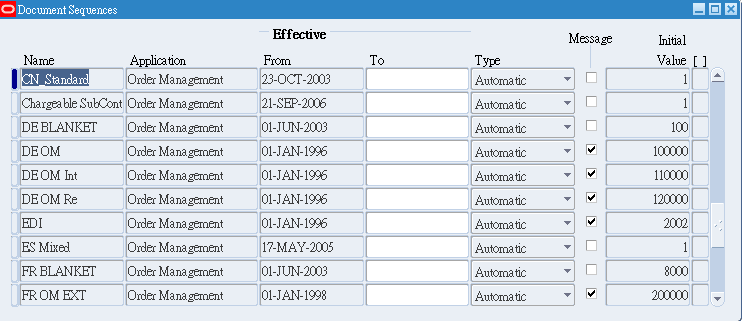 Document Sequences
Effective
Message
Initial
Name Application From To Type Value [ ]
CN_Standard Order Management 23-OCT-2003 Automatic 1
Chargeable SubCont Order Management 21-SEP-2006 Automatic 1
DE BLANKET Order Management 01-JUN-2003 Automatic 100
DE OM Order Management 01-JAN-1996 Automatic 100000
DE OM Int Order Management 01-JAN-1996 Automatic 110000
DE OM Re Order Management 01-JAN-1996 Automatic 120000
EDI Order Management 01-JAN-1996 Automatic 2002
ES Mixed Order Management 17-MAY-2005 Automatic 1
FR BLANKET Order Management 01-JUN-2003 Automatic 8000
FR OM EXT Order Management 01-JAN-1998 Automatic 200000